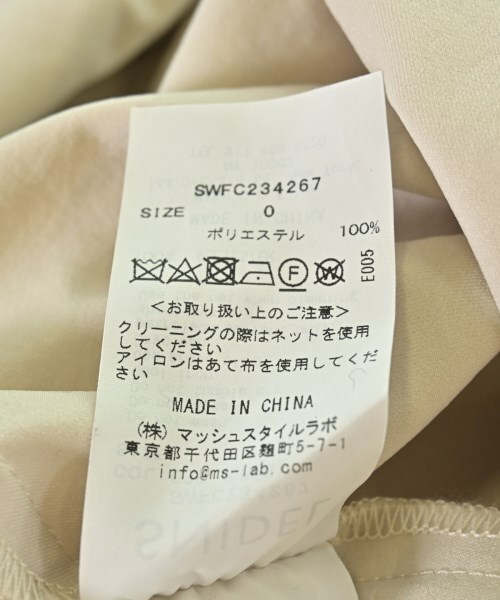 SWFC234267
SIZE 0
ポリエステル 100%
F W E005
<お取り扱い上のご注意>
クリーニングの際はネットを使用
してください
アイロンはあて布を使用してくだ
さい
MADE IN CHINA
(株) マッシュスタイルラボ
東京都千代田区麹町5-7-1
info@ms-lab.com
SNIDEL